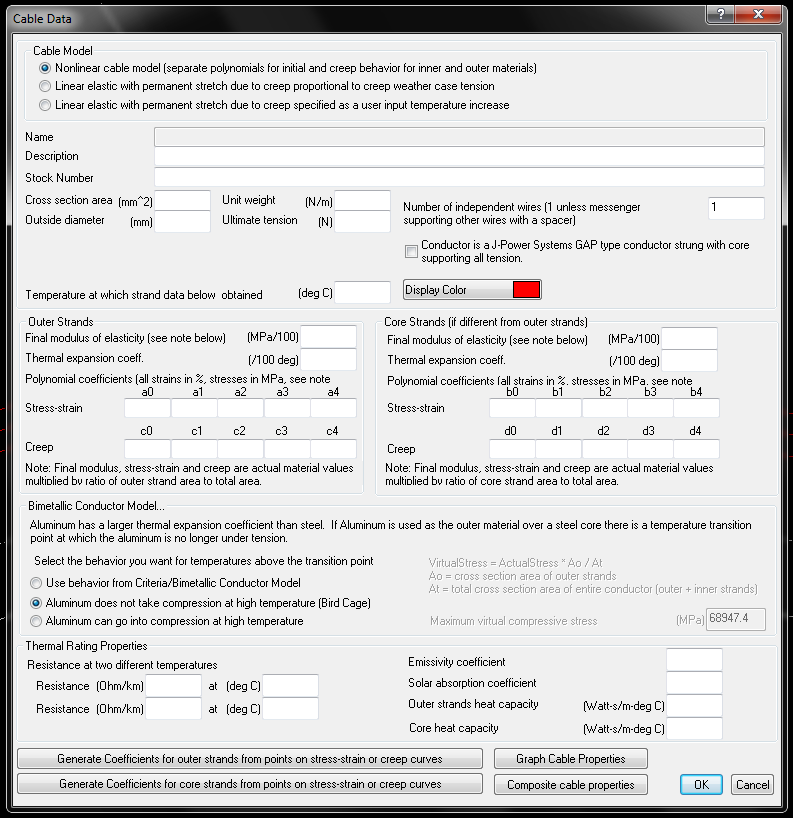 Cable Data
Cable Model
Nonlinear cable model (separate polynomials for initial and creep behavior for inner and outer materials)
Linear elastic with permanent stretch due to creep proportional to creep weather case tension
Linear elastic with permanent stretch due to creep specified as a user input temperature increase
Name
Description
Stock Number
Cross section area (mm^2) Unit weight (N/m)
Outside diameter (mm) Ultimate tension (N)
Number of independent wires (1 unless messenger
supporting other wires with a spacer) 1
Conductor is a J-Power Systems GAP type conductor strung with core
supporting all tension.
Temperature at which strand data below obtained (deg C) Display Color
Outer Strands
Final modulus of elasticity (see note below) (MPa/100)
Thermal expansion coeff. (/100 deg)
Polynomial coefficients (all strains in %, stresses in MPa, see note
a0 a1 a2 a3 a4
Stress-strain
c0 c1 c2 c3 c4
Creep
Note: Final modulus, stress-strain and creep are actual material values
multiplied by ratio of outer strand area to total area.
Core Strands (if different from outer strands)
Final modulus of elasticity (see note below) (MPa/100)
Thermal expansion coeff. (/100 deg)
Polynomial coefficients (all strains in %, stresses in MPa, see note
b0 b1 b2 b3 b4
Stress-strain
d0 d1 d2 d3 d4
Creep
Note: Final modulus, stress-strain and creep are actual material values
multiplied by ratio of core strand area to total area.
Bimetallic Conductor Model...
Aluminum has a larger thermal expansion coefficient than steel. If Aluminum is used as the outer material over a steel core there is a temperature transition
point at which the aluminum is no longer under tension.
Select the behavior you want for temperatures above the transition point
Use behavior from Criteria/Bimetallic Conductor Model
Aluminum does not take compression at high temperature (Bird Cage)
Aluminum can go into compression at high temperature
VirtualStress = ActualStress * Ao / At
Ao = cross section area of outer strands
At = total cross section area of entire conductor (outer + inner strands)
Maximum virtual compressive stress (MPa) 68947.4
Thermal Rating Properties
Resistance at two different temperatures
Resistance (Ohm/km) at (deg C)
Resistance (Ohm/km) at (deg C)
Emissivity coefficient
Solar absorption coefficient
Outer strands heat capacity (Watt-s/m-deg C)
Core heat capacity (Watt-s/m-deg C)
Generate Coefficients for outer strands from points on stress-strain or creep curves
Graph Cable Properties
Generate Coefficients for core strands from points on stress-strain or creep curves
Composite cable properties
OK
Cancel